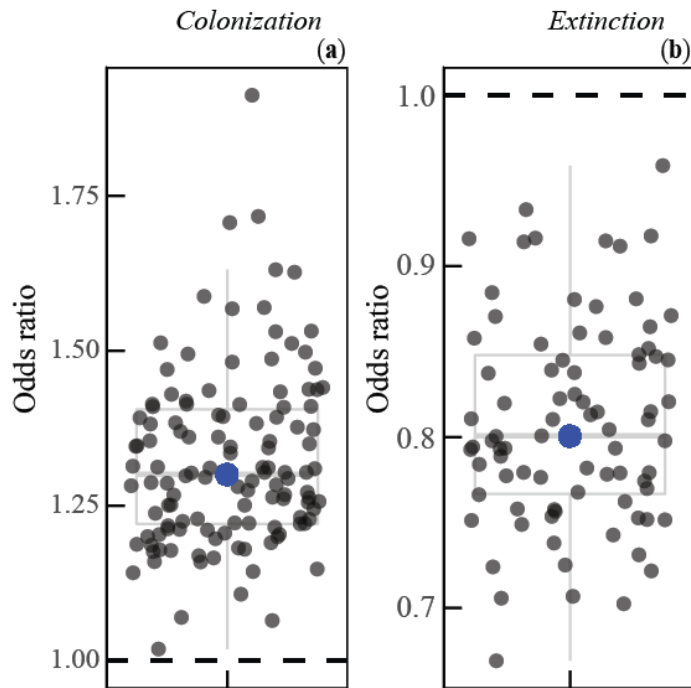 Colonization
(a)
Odds ratio
1.75
1.50
1.25
1.00
Extinction
(b)
Odds ratio
1.0
0.9
0.8
0.7